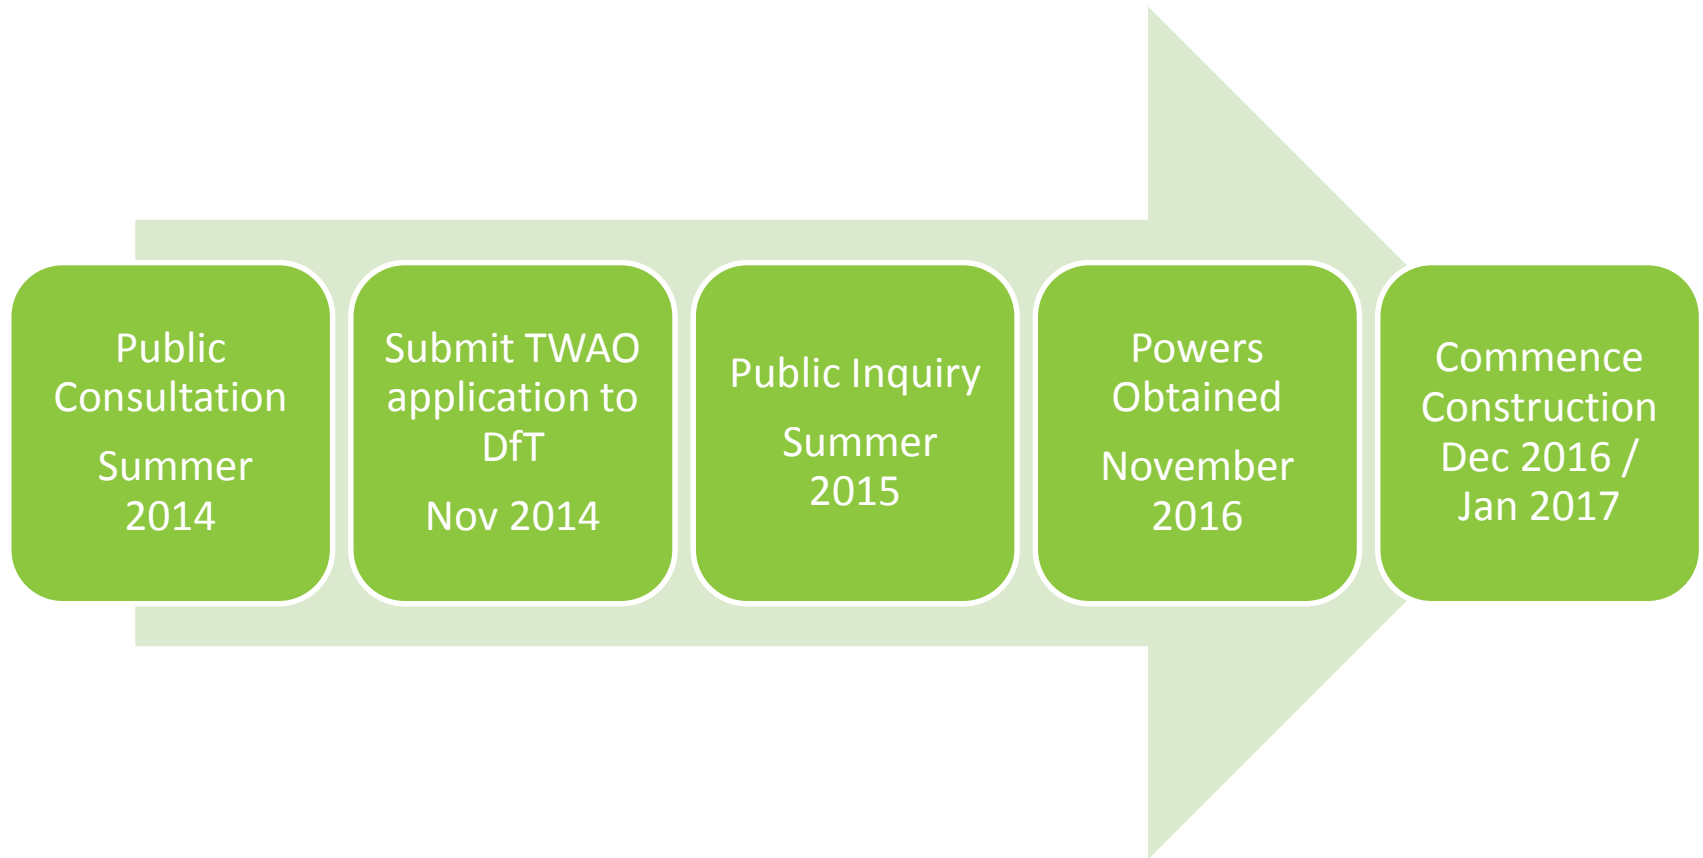 Public
Consultation
Summer
2014
Submit TWAO
application to
DfT
Nov 2014
Public Inquiry
Summer
2015
Powers
Obtained
November
2016
Commence
Construction
Dec 2016 /
Jan 2017